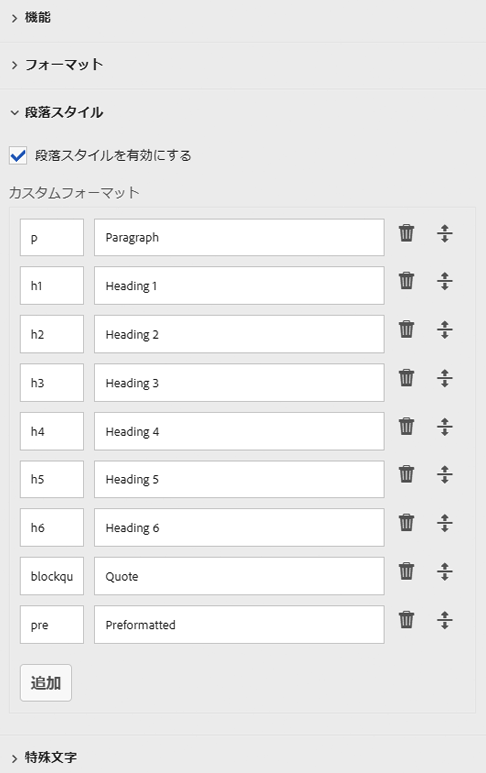 機能
フォーマット
段落スタイル
段落スタイルを有効にする
カスタムフォーマット
p Paragraph
h1 Heading 1
h2 Heading 2
h3 Heading 3
h4 Heading 4
h5 Heading 5
h6 Heading 6
blockqu Quote
pre Preformatted
追加
特殊文字